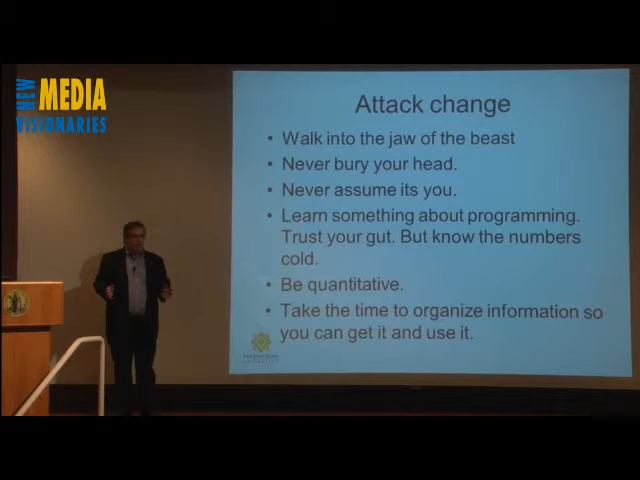 NEW
MEDIA
VISIONARIES
Attack change
• Walk into the jaw of the beast
• Never bury your head.
• Never assume its you.
• Learn something about programming.
Trust your gut. But know the numbers
cold.
• Be quantitative.
• Take the time to organize information so
you can get it and use it.